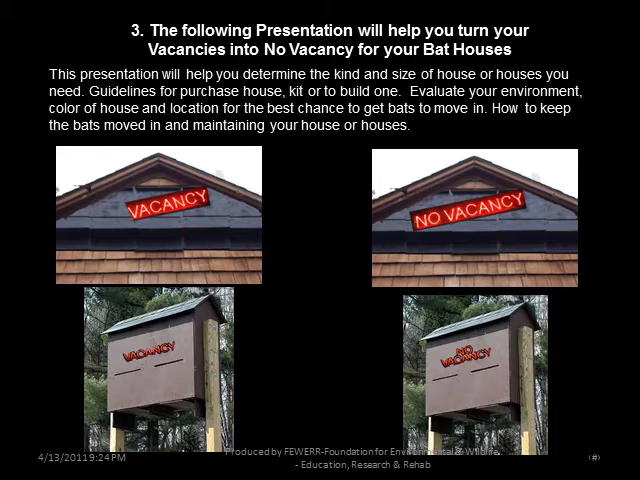 3. The following Presentation will help you turn your
Vacancies into No Vacancy for your Bat Houses
This presentation will help you determine the kind and size of house or houses you
need. Guidelines for purchase house, kit or to build one. Evaluate your environment,
color of house and location for the best chance to get bats to move in. How to keep
the bats moved in and maintaining your house or houses.
VACANCY
NO VACANCY
VACANCY
NO
VACANCY
4/13/20119:24PM
Produced by FEWERR-Foundation for Environmental & Wildlife
- Education, Research & Rehab
‹#›